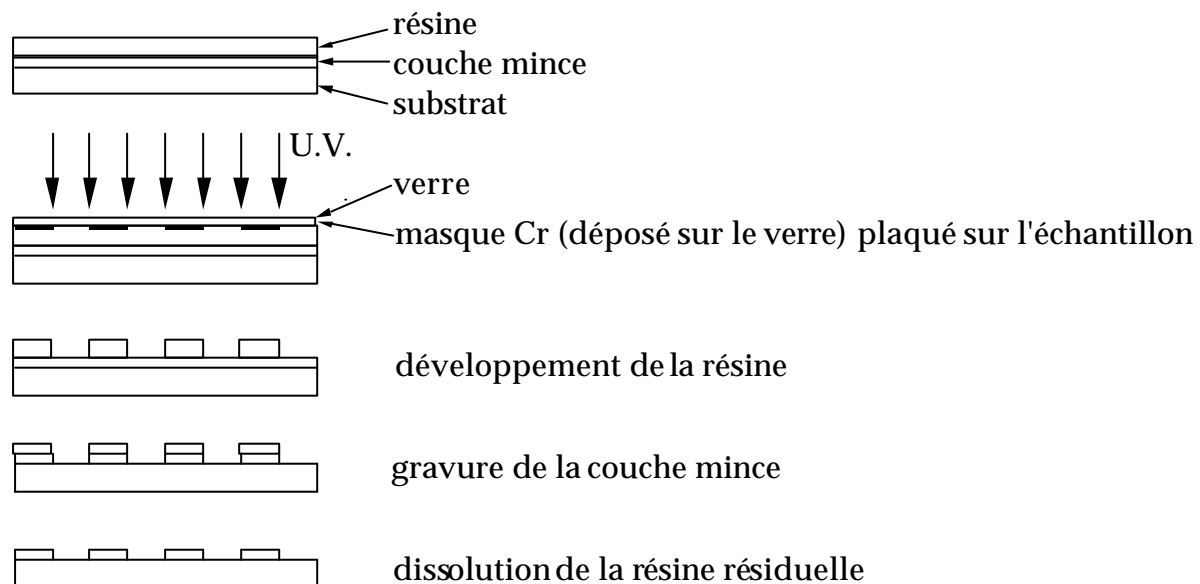 résine
couche mince
substrat
U.V.
verre
masque Cr (déposé sur le verre) plaqué sur l'échantillon
développement de la résine
gravure de la couche mince
dissolution de la résine résiduelle